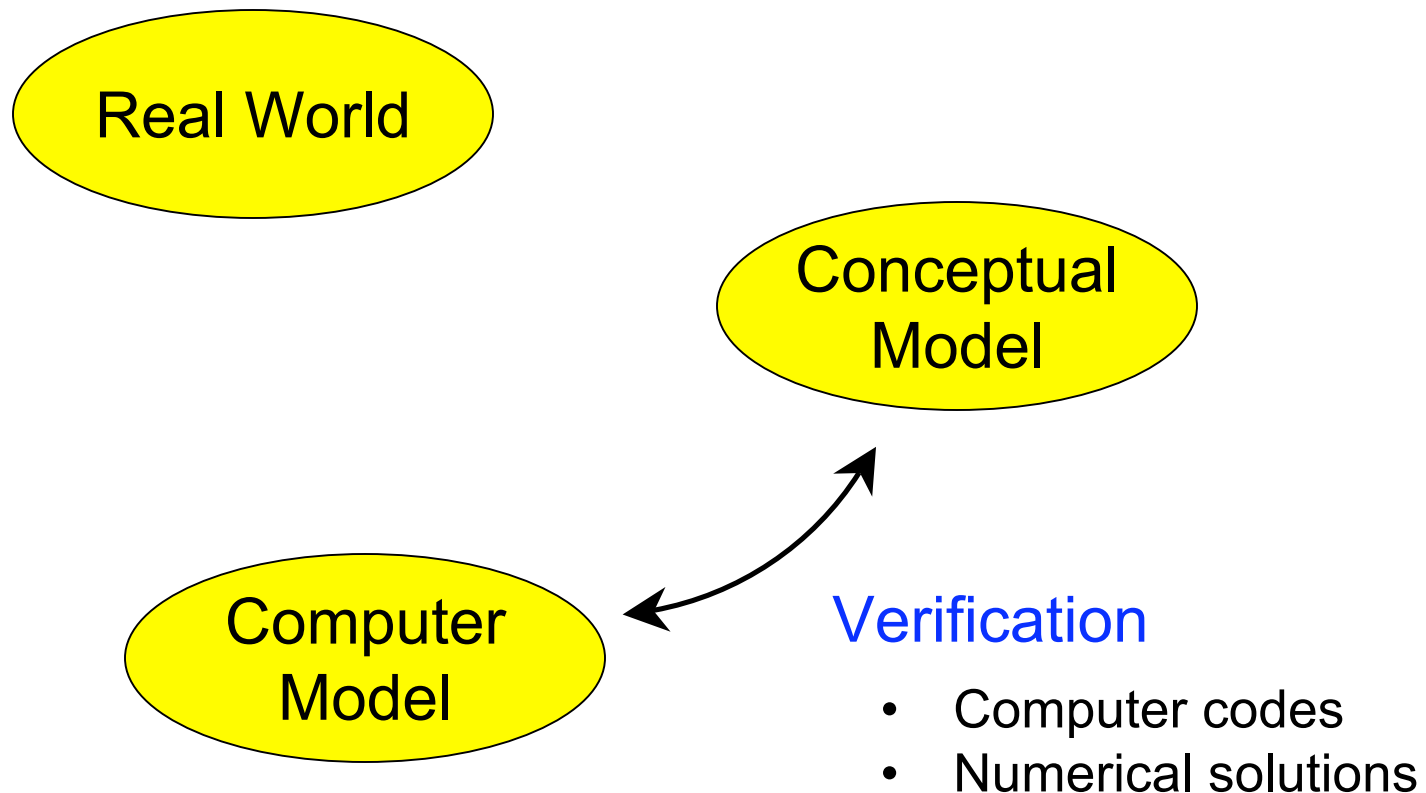 Real World
Conceptual
Model
Computer
Model
Verification
• Computer codes
• Numerical solutions